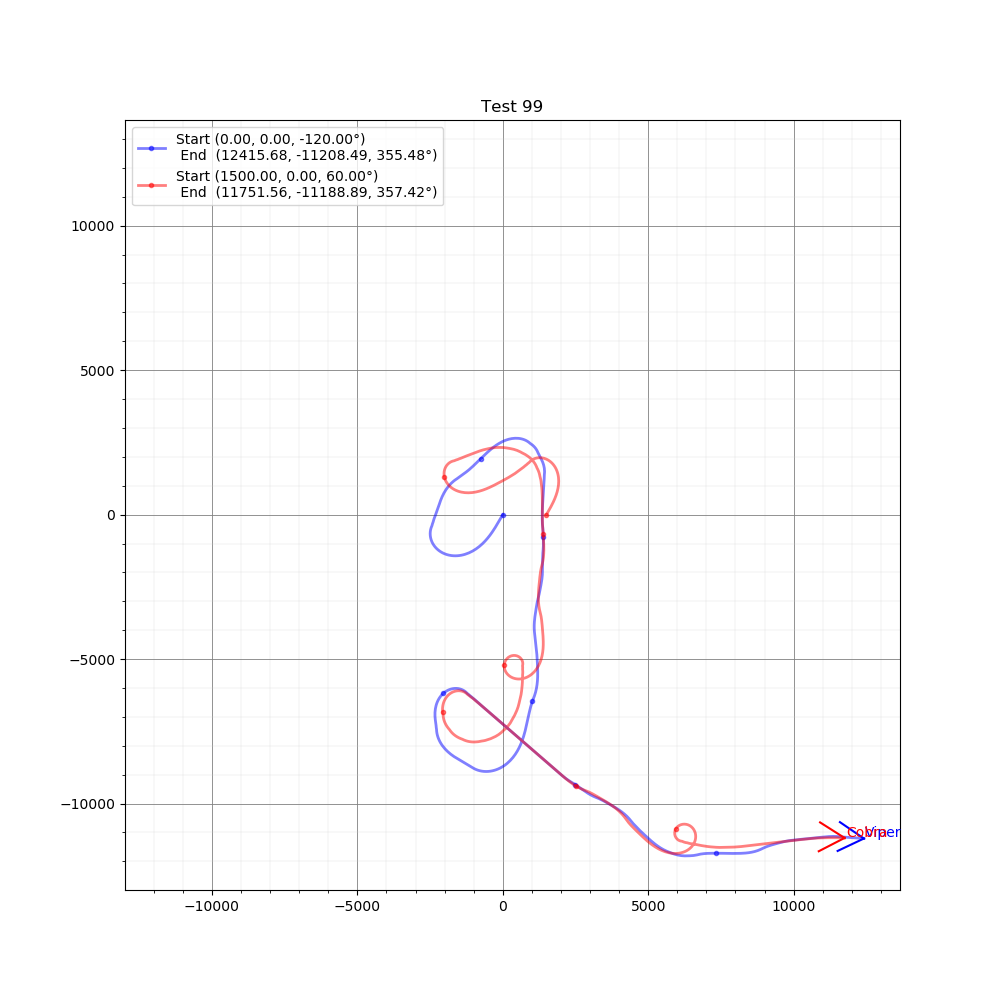 Test 99
Start (0.00, 0.00, -120.00°)
End (12415.68, -11208.49, 355.48°)
Start (1500.00, 0.00, 60.00°)
End (11751.56, -11188.89, 357.42°)
10000
5000
0
−5000
−10000
Cobra
Viper
−10000
−5000
0
5000
10000